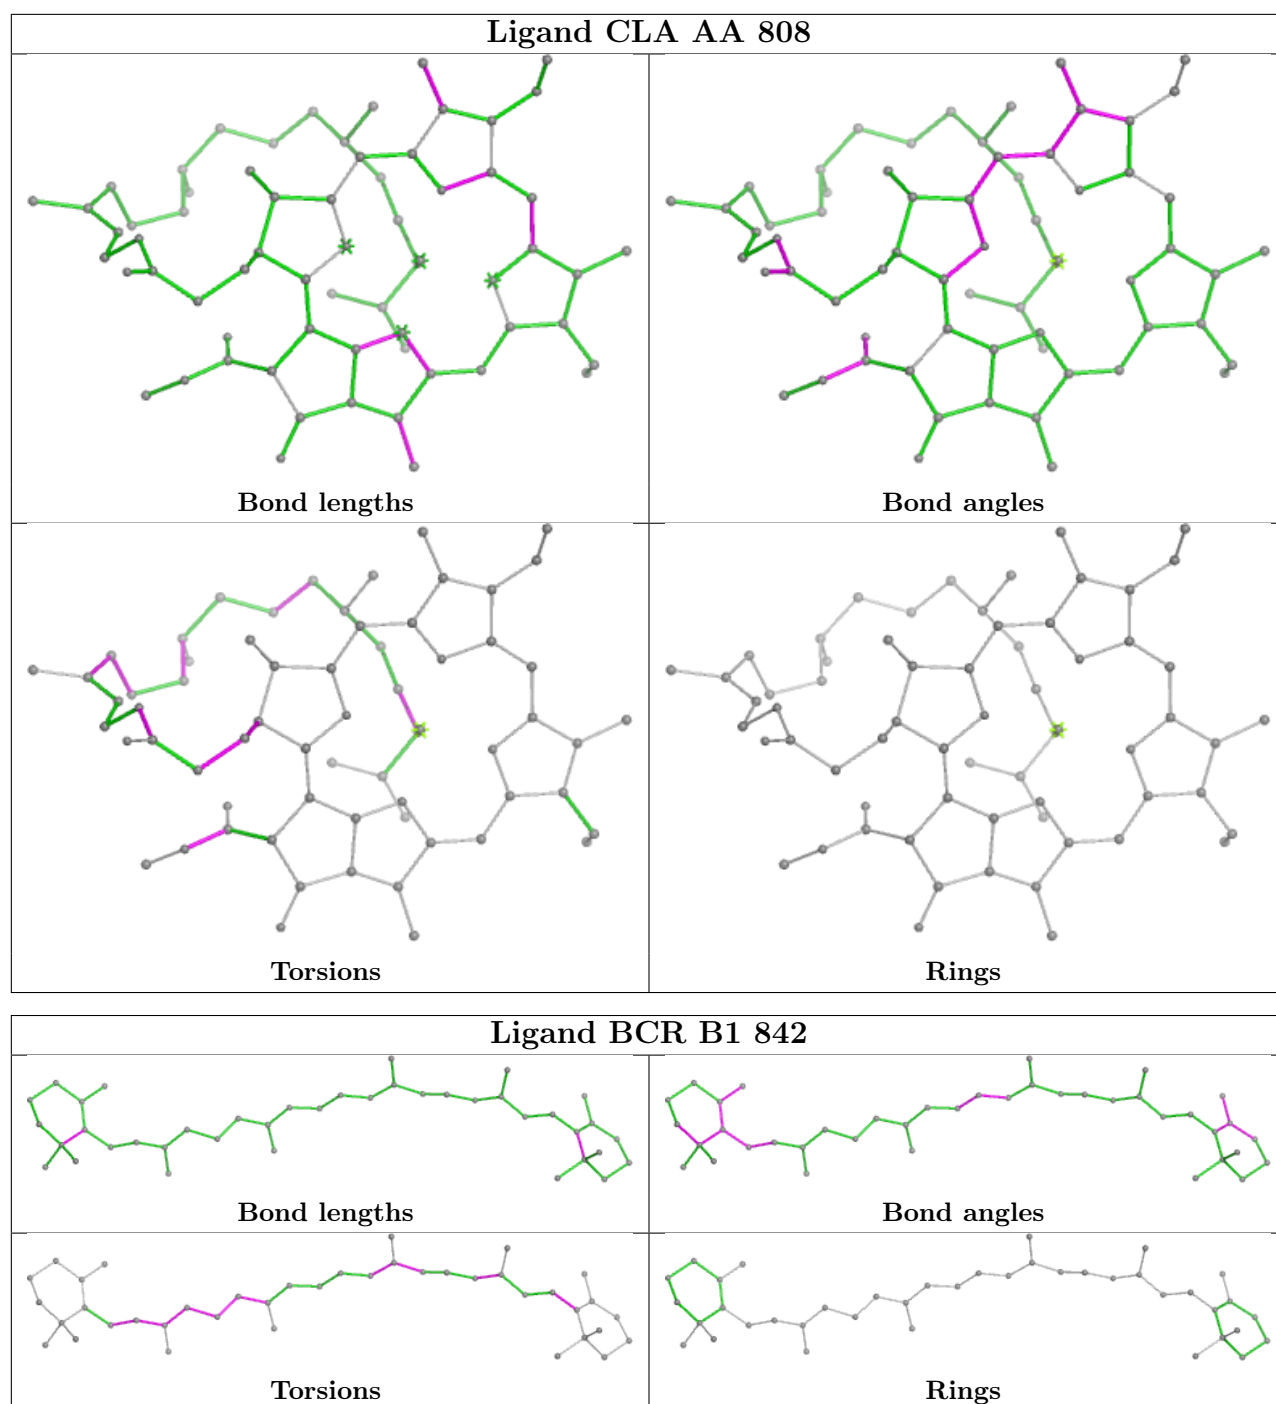 Ligand CLA AA 808
Bond lengths
Bond angles
Torsions
Rings
Ligand BCR B1 842
Bond lengths
Bond angles
Torsions
Rings